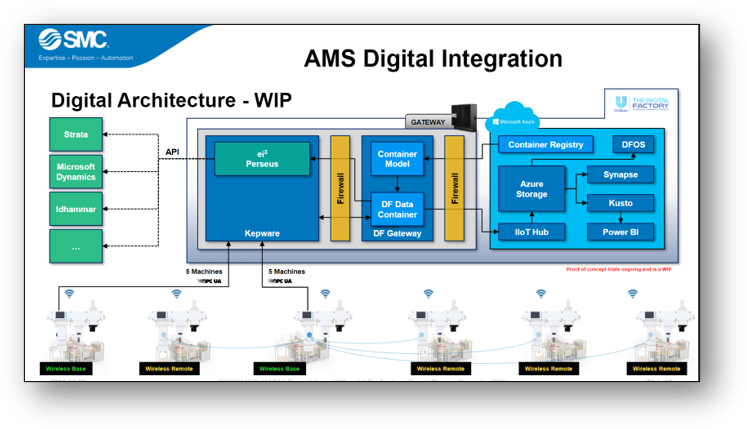 SMC
Expertise – Passion – Automation
AMS Digital Integration
Digital Architecture - WIP
THE DIGITAL
FACTORY
GATEWAY
Microsoft Azure
Strata
Microsoft
Dynamics
Idhammar
...
API
ei³
Perseus
Kepware
Firewall
Container
Model
DF Data
Container
DF Gateway
Firewall
Container Registry
DFOS
Azure
Storage
Synapse
Kusto
IIoT Hub
Power BI
Proof of concept trials ongoing and is a WIP
5 Machines
OPC UA
5 Machines
OPC UA
Wireless Base
Wireless Remote
Wireless Base
Wireless Remote
Wireless Remote
Wireless Remote